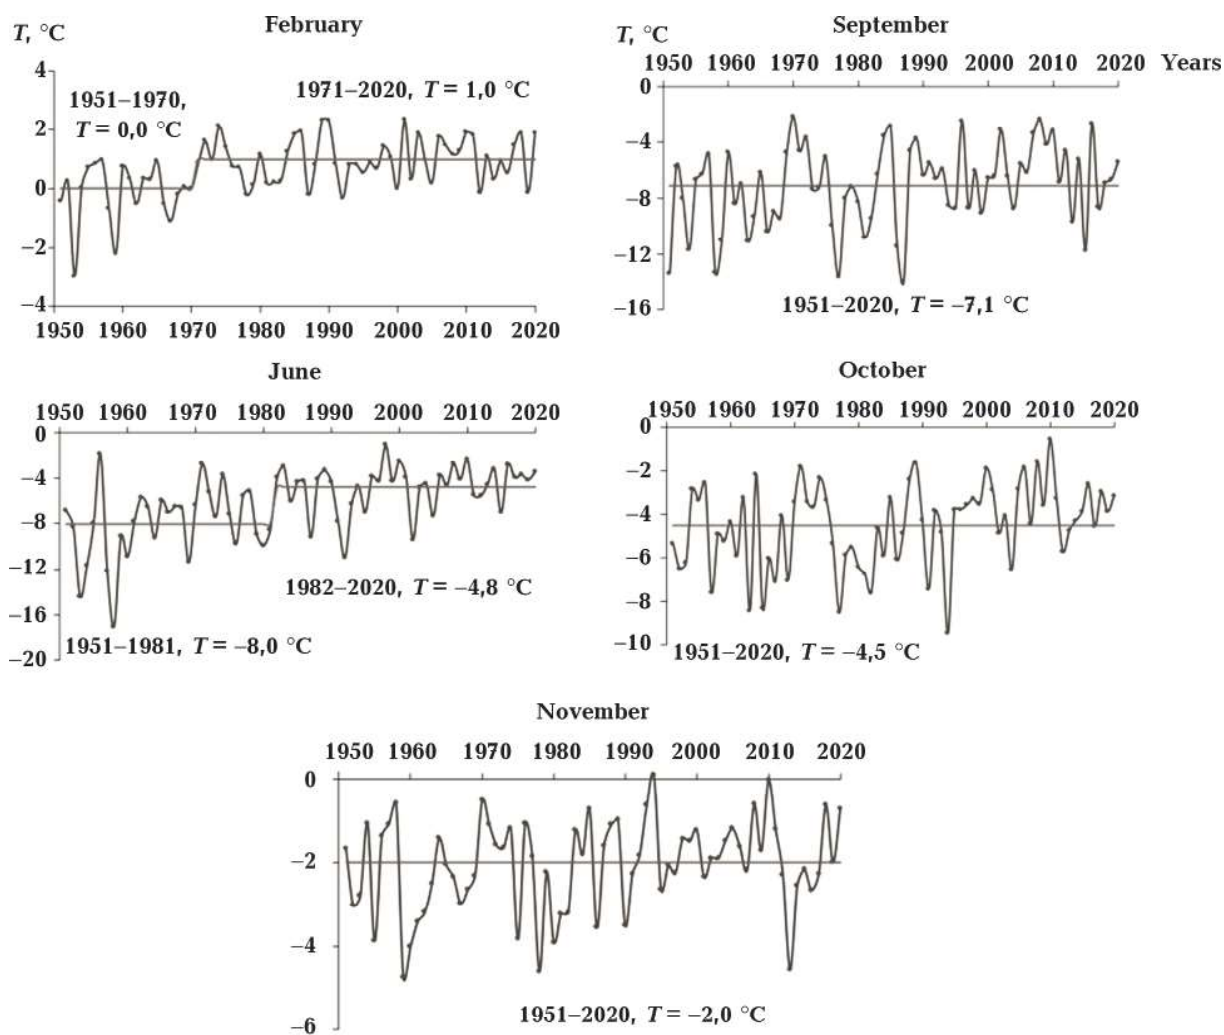 February
T, °C
4
2
0
−2
−4
1951–1970,
T = 0,0 °C
1971–2020, T = 1,0 °C
1950 1960 1970 1980 1990 2000 2010 2020
September
T, °C
1950 1960 1970 1980 1990 2000 2010 2020 Years
0
−4
−8
−12
−16
1951–2020, T = −7,1 °C
June
1950 1960 1970 1980 1990 2000 2010 2020
0
−4
−8
−12
−16
−20
1982–2020, T = −4,8 °C
1951–1981, T = −8,0 °C
October
1950 1960 1970 1980 1990 2000 2010 2020
0
−2
−4
−6
−8
−10
1951–2020, T = −4,5 °C
November
1950 1960 1970 1980 1990 2000 2010 2020
0
−2
−4
−6
1951–2020, T = −2,0 °C